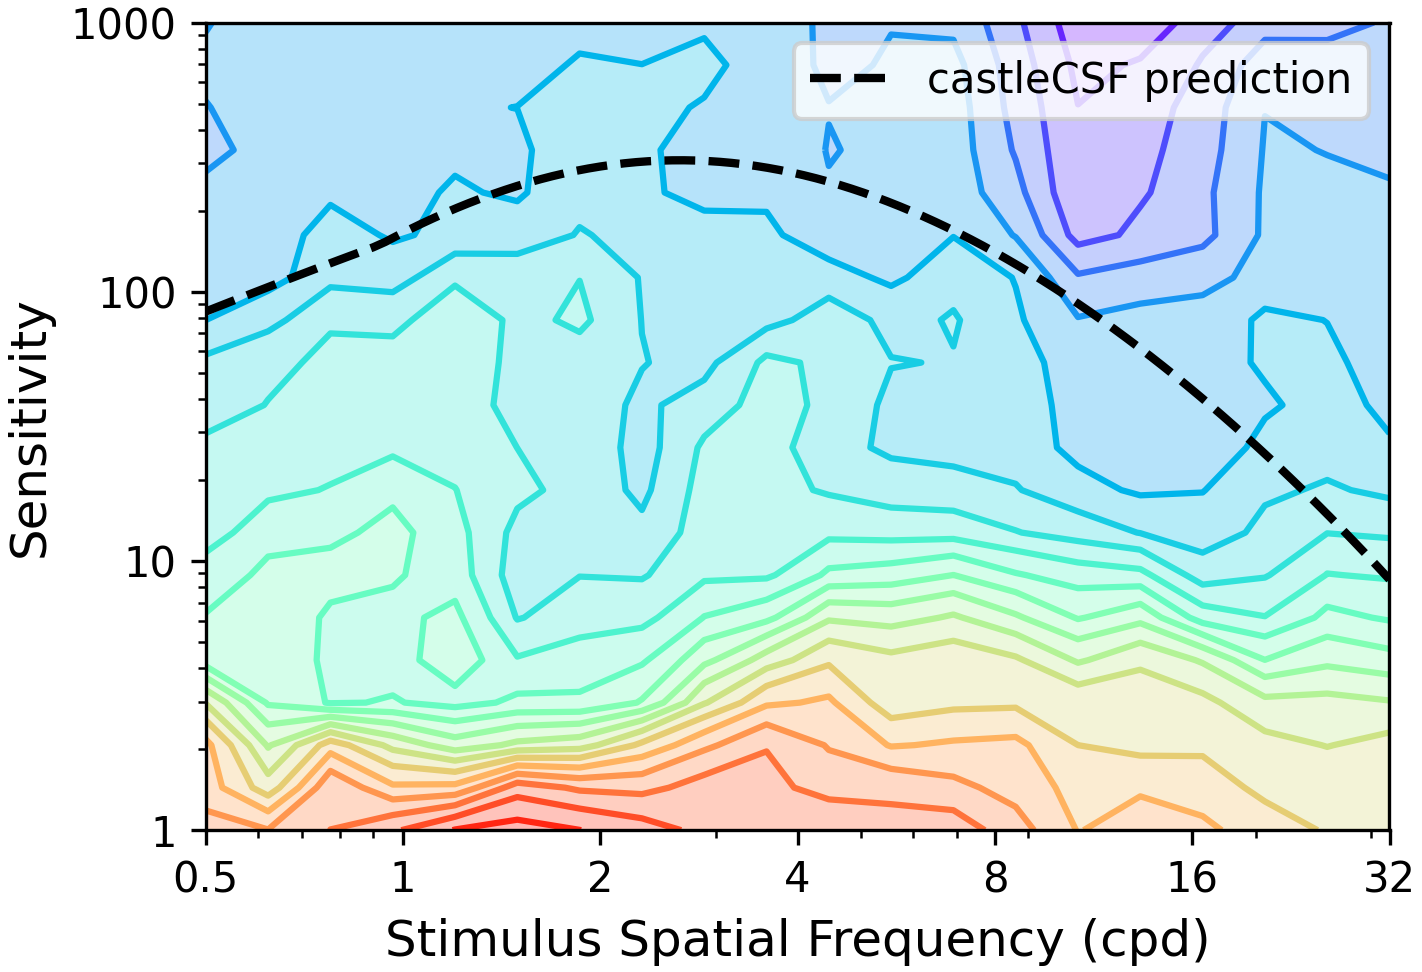 1000
100
10
1
Sensitivity
castleCSF prediction
0.5 1 2 4 8 16 32
Stimulus Spatial Frequency (cpd)